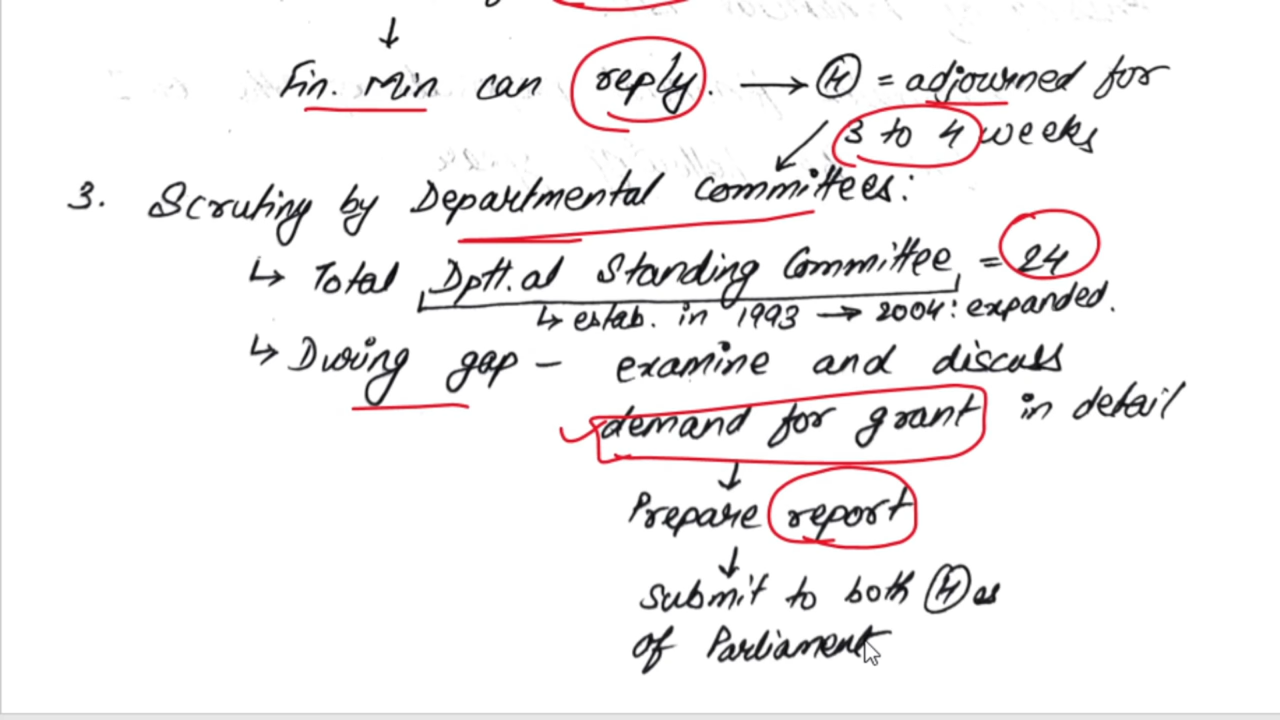 ↓
Fin. Min can reply. → Ⓗ = adjourned for
3 to 4 weeks
3. Scrutiny by Departmental Committees:
↳ Total Dptt.al Standing Committee = 24
↳ estab. in 1993 → 2004: expanded.
↳ During gap – examine and discuss
demand for grant in detail
↓
Prepare report
↓
Submit to both Ⓗes
of Parliament